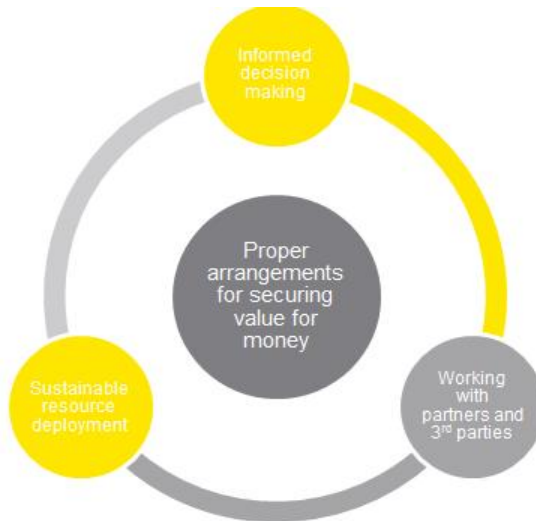 Informed
decision
making
Proper
arrangements
for securing
value for
money
Sustainable
resource
deployment
Working
with
partners and
3rd parties